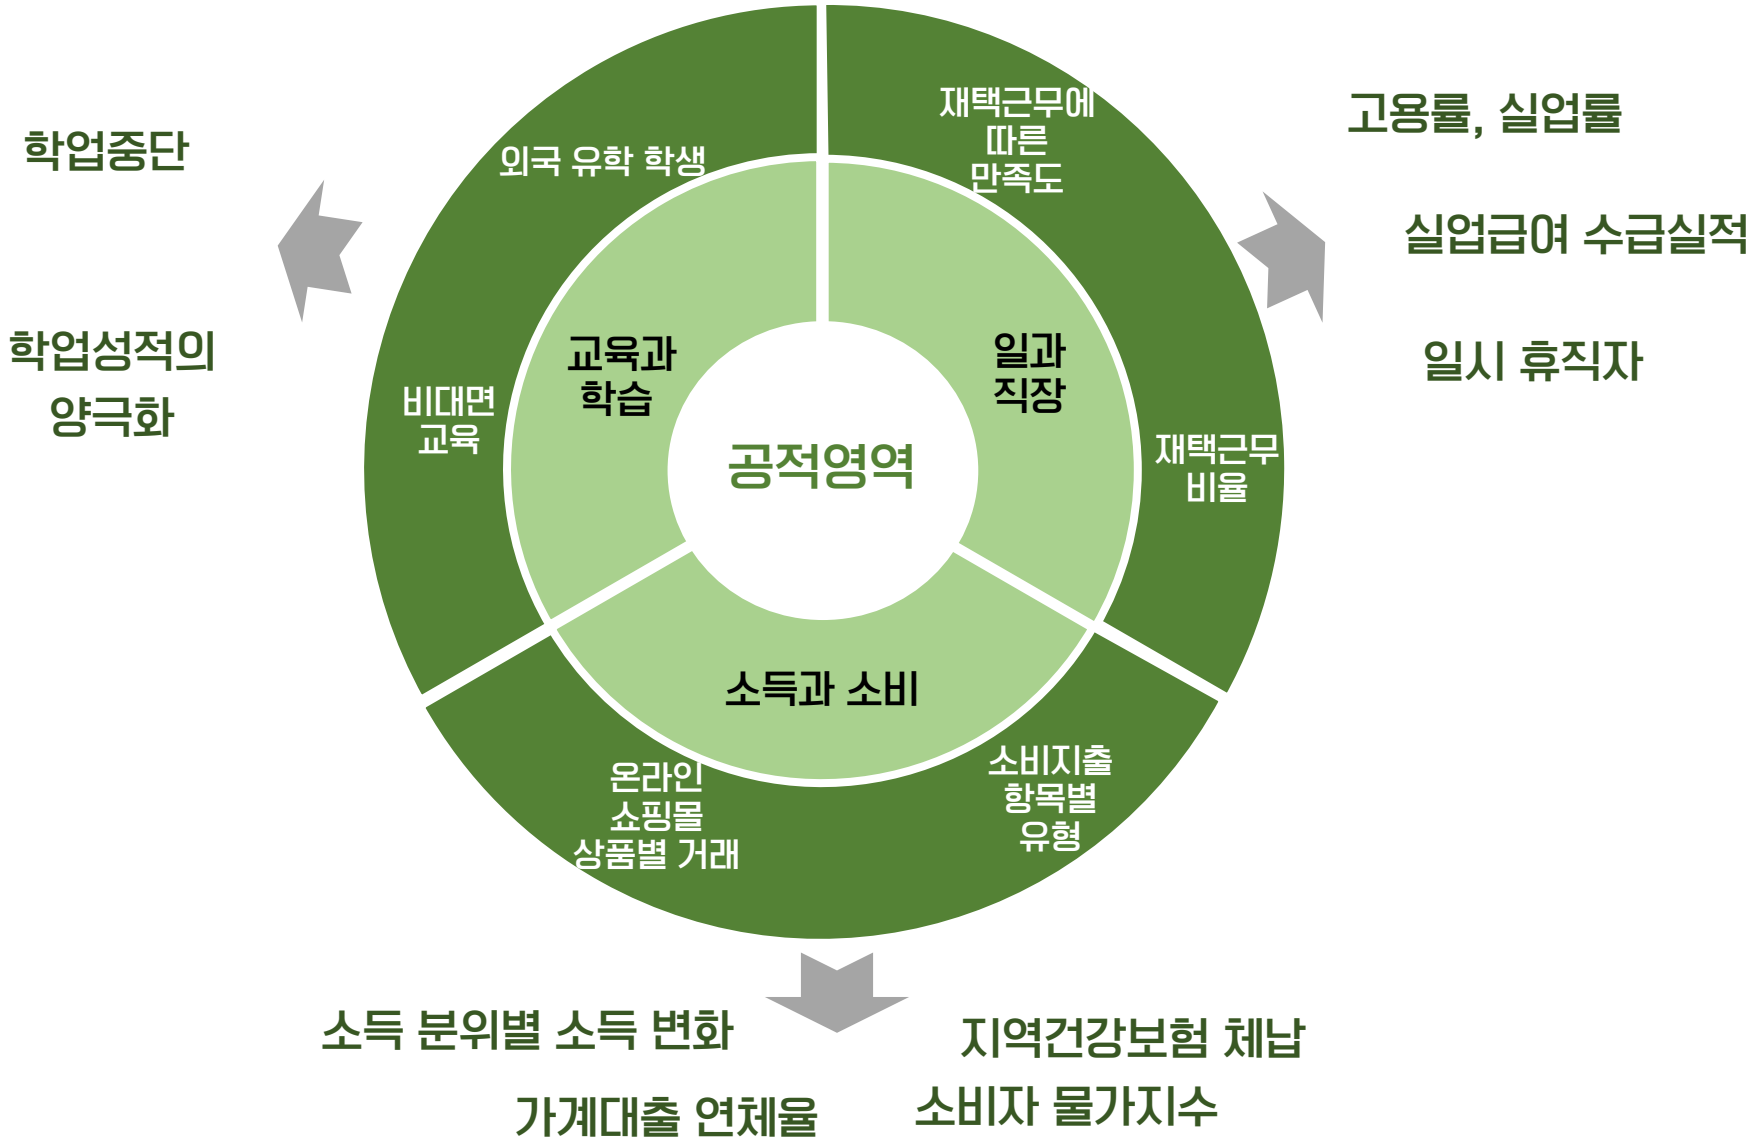 학업중단
학업성적의
양극화
외국 유학 학생
비대면
교육
교육과
학습
공적영역
재택근무에
따른
만족도
일과
직장
재택근무
비율
고용률, 실업률
실업급여 수급실적
일시 휴직자
소득과 소비
온라인
쇼핑몰
상품별 거래
소비지출
항목별
유형
소득 분위별 소득 변화
가계대출 연체율
지역건강보험 체납
소비자 물가지수